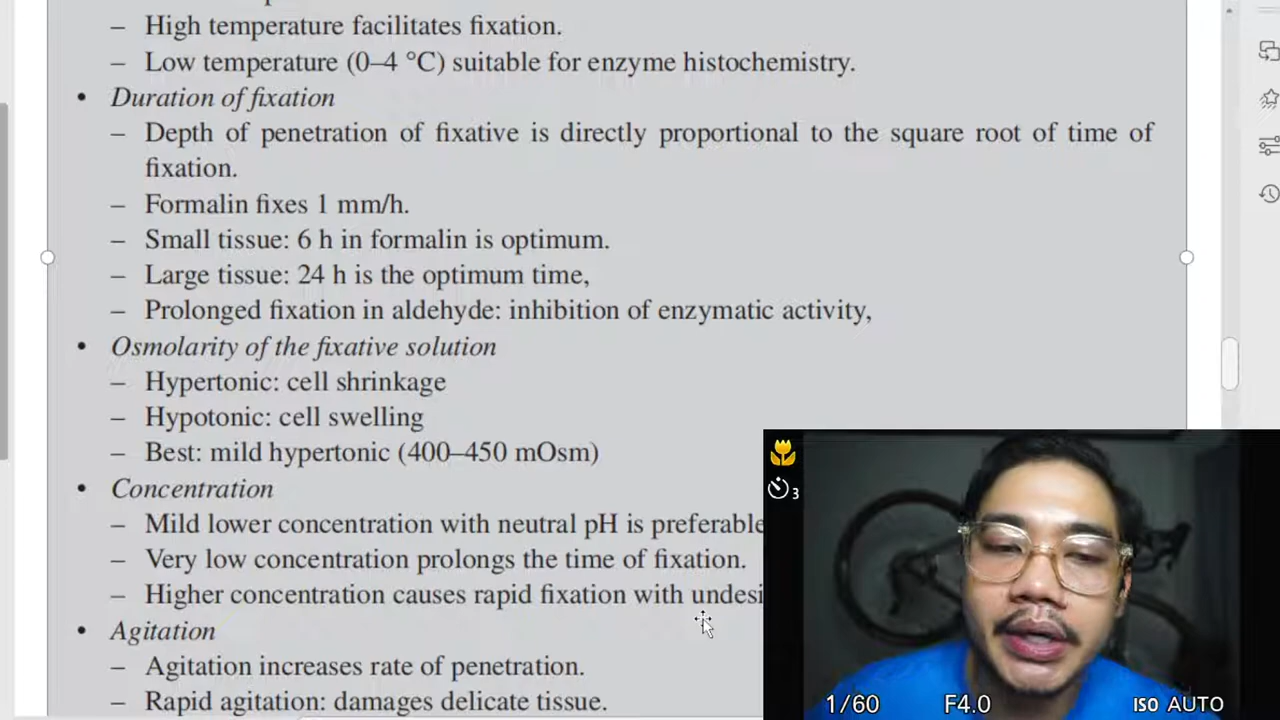 – High temperature facilitates fixation.
– Low temperature (0–4 °C) suitable for enzyme histochemistry.
• Duration of fixation
– Depth of penetration of fixative is directly proportional to the square root of time of
fixation.
– Formalin fixes 1 mm/h.
– Small tissue: 6 h in formalin is optimum.
– Large tissue: 24 h is the optimum time,
– Prolonged fixation in aldehyde: inhibition of enzymatic activity,
• Osmolarity of the fixative solution
– Hypertonic: cell shrinkage
– Hypotonic: cell swelling
– Best: mild hypertonic (400–450 mOsm)
• Concentration
– Mild lower concentration with neutral pH is preferable
– Very low concentration prolongs the time of fixation.
– Higher concentration causes rapid fixation with undesi
• Agitation
– Agitation increases rate of penetration.
– Rapid agitation: damages delicate tissue.
3
1/60 F4.0 ISO AUTO